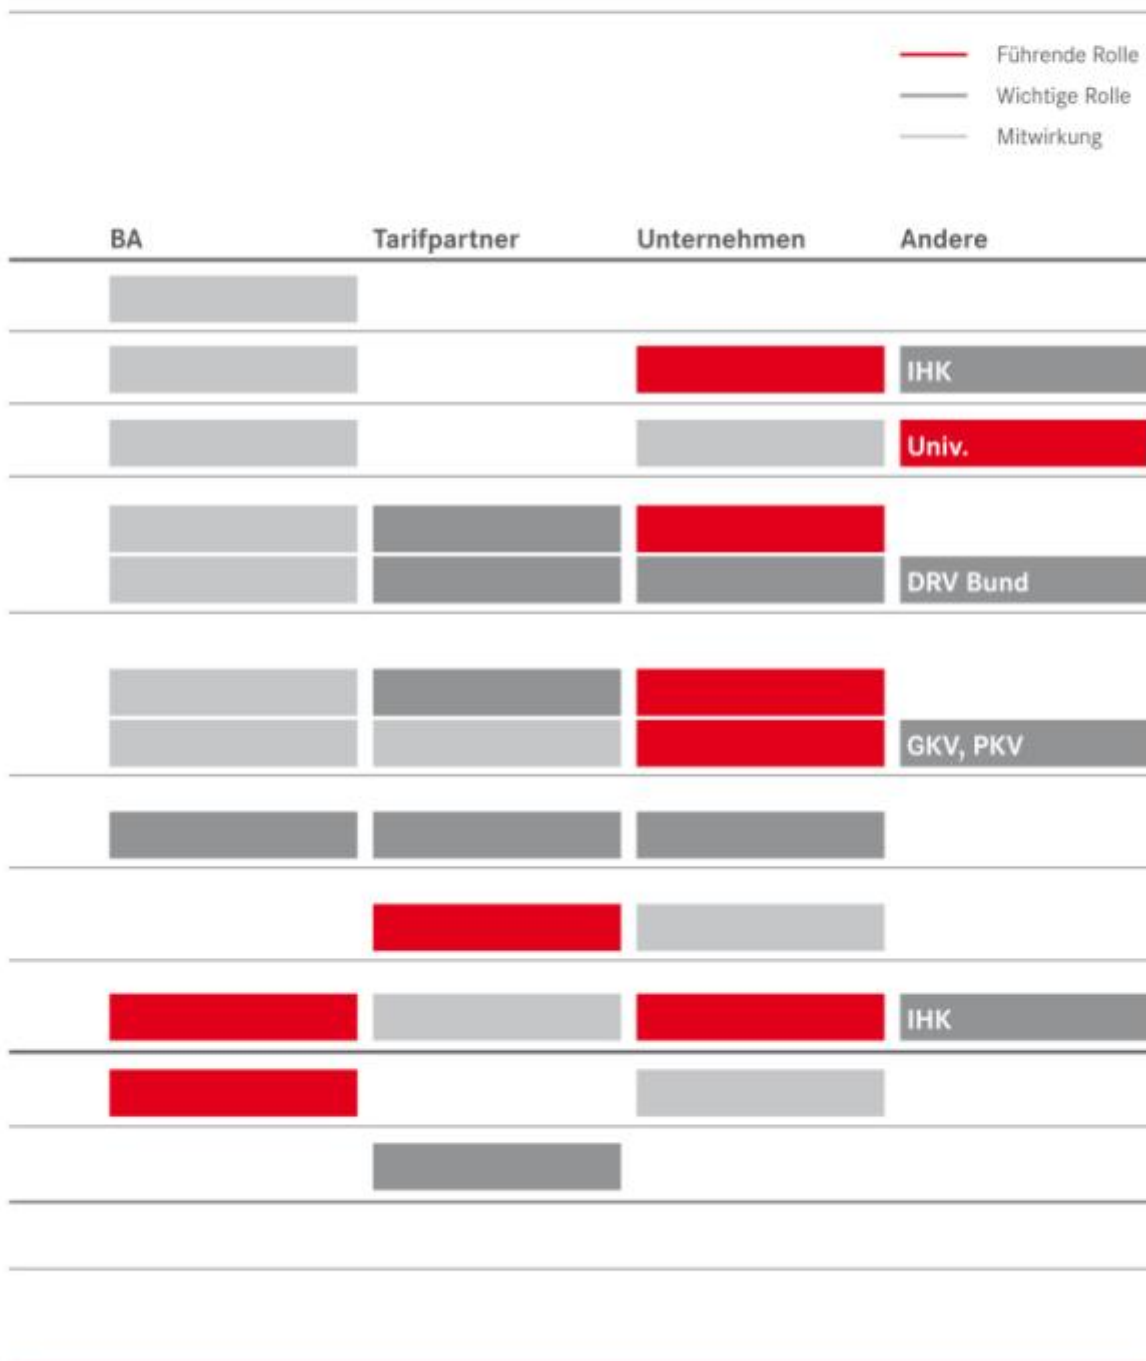 Führende Rolle
Wichtige Rolle
Mitwirkung
BA Tarifpartner Unternehmen Andere
IHK
Univ.
DRV Bund
GKV, PKV
IHK